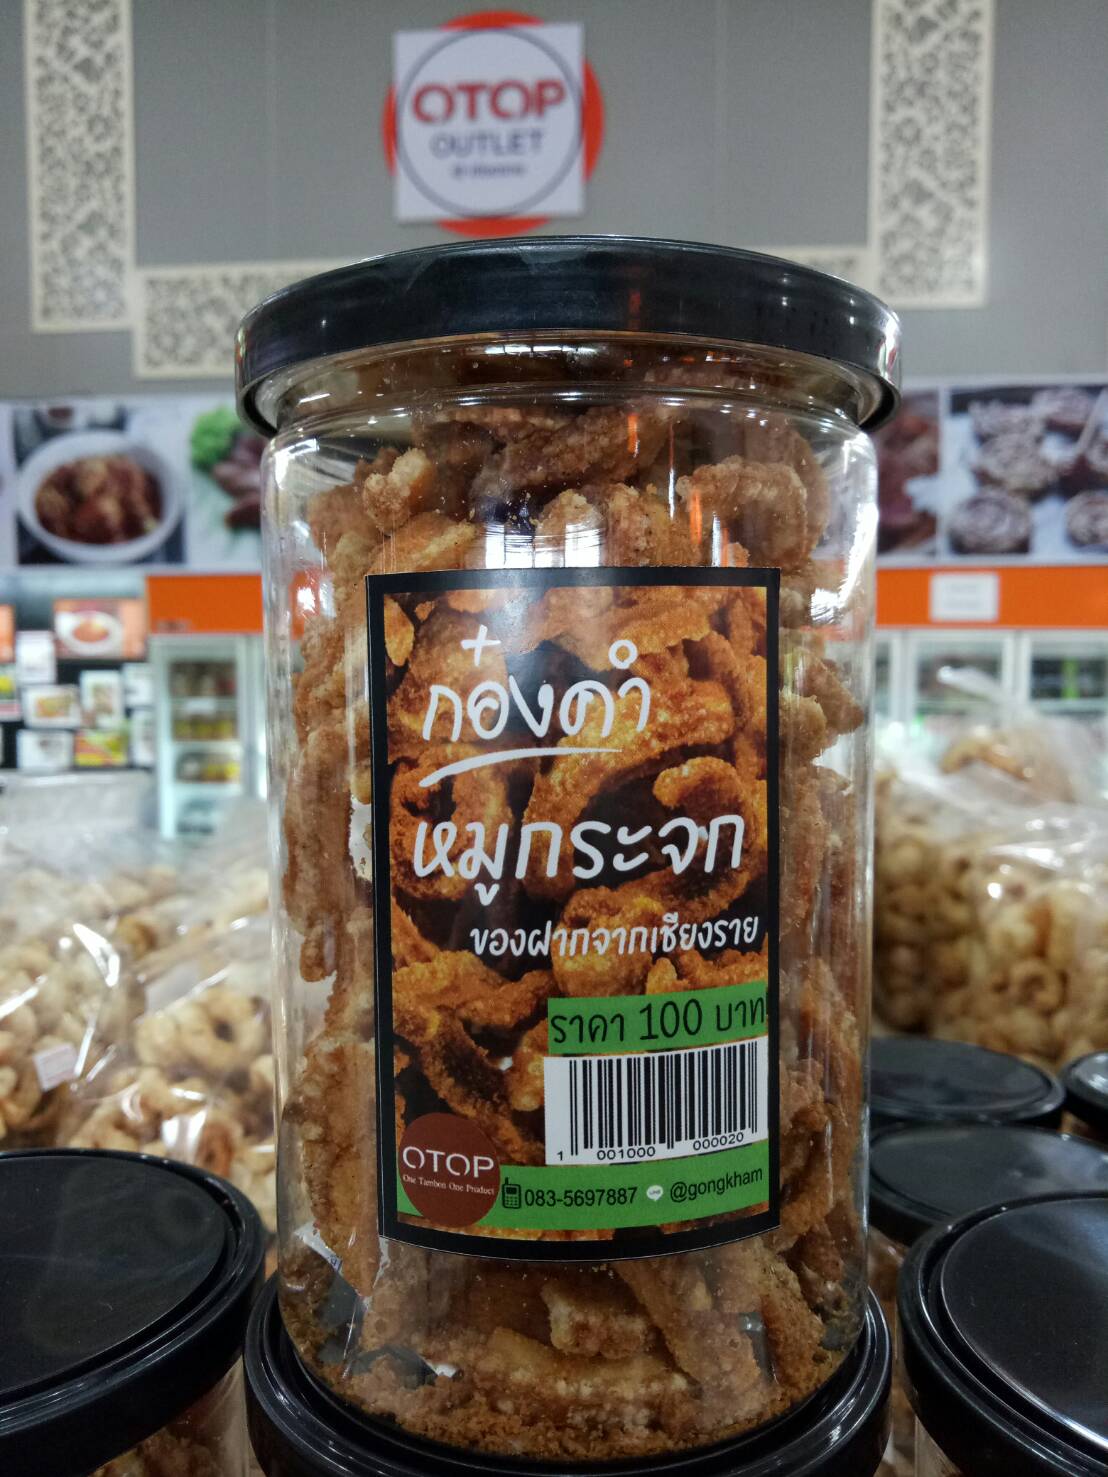 OTOP
OUTLET
ก๋องคำ
หมูกระจก
ของฝากจากเชียงราย
ราคา 100 บาท
1 001000 000020
OTOP
One Tambon One Product
083-5697887 LINE @gongkham